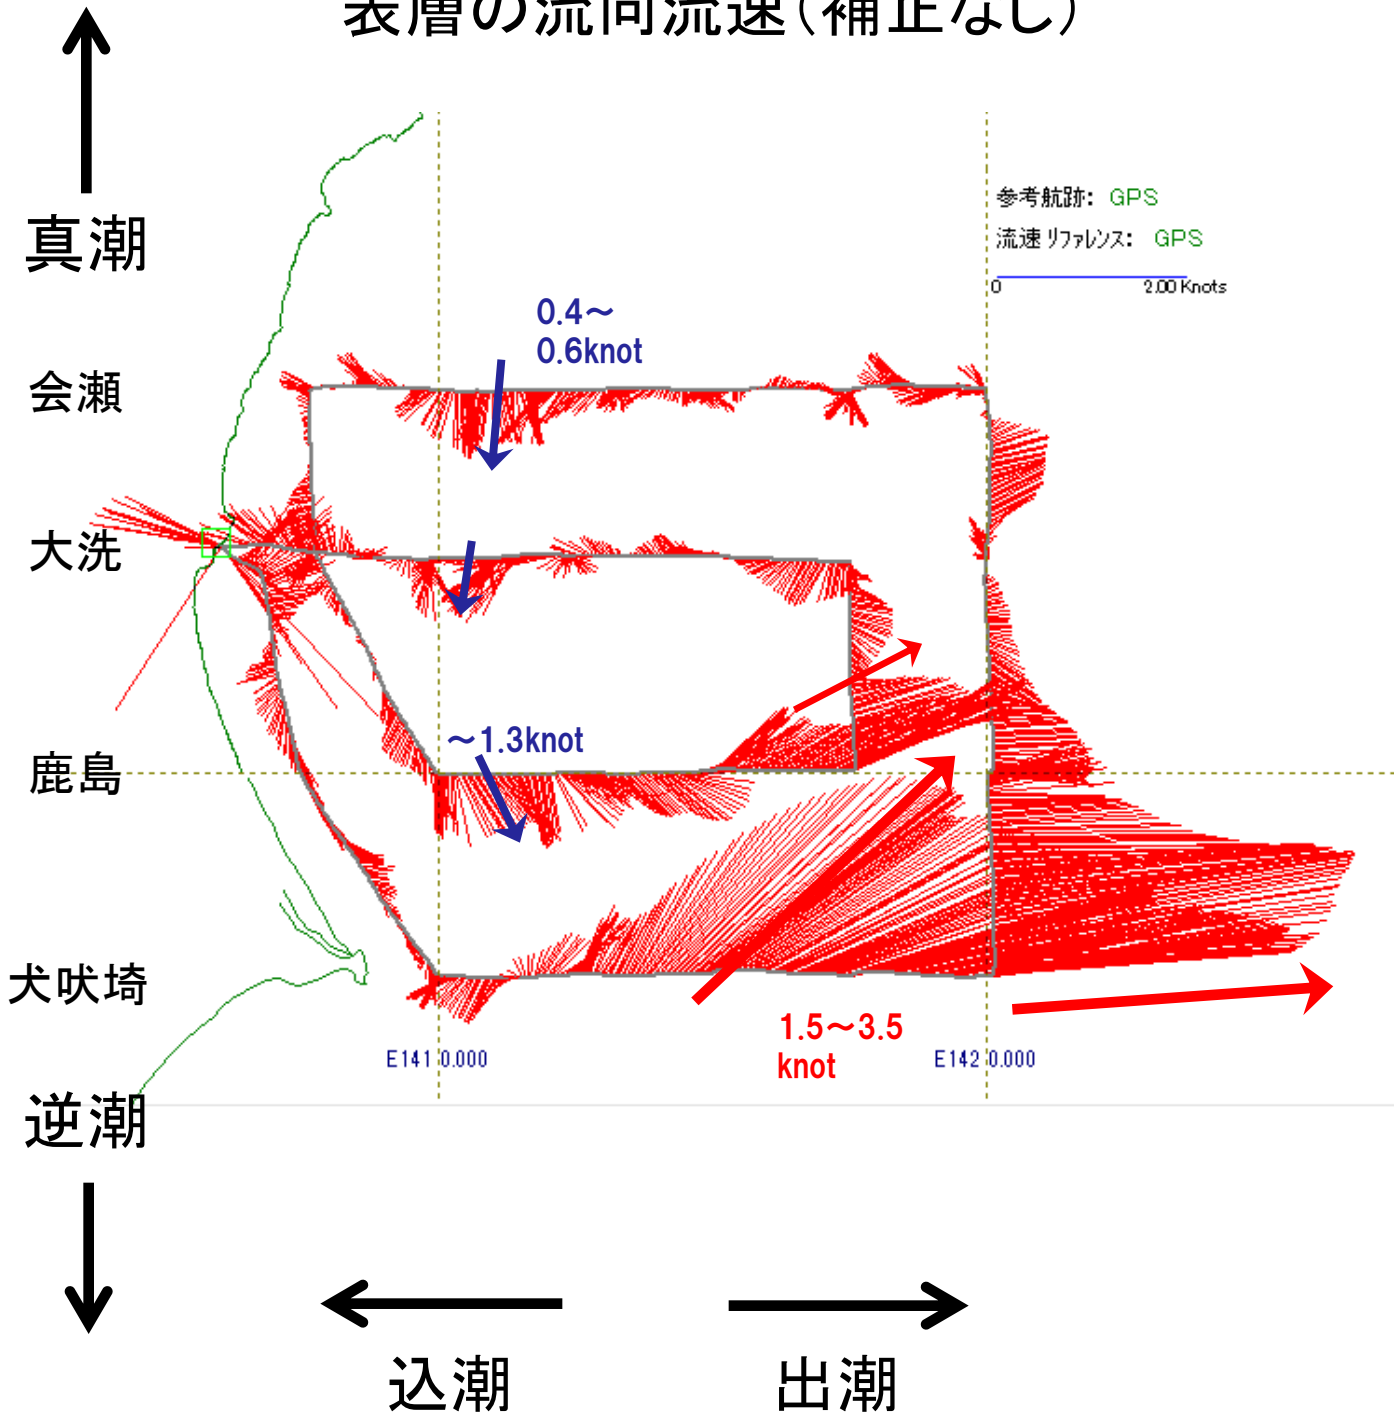 表層の流向流速(補正なし)
真潮
参考航跡: GPS
流速リファレンス: GPS
0 2.00 Knots
0.4～
0.6knot
会瀬
大洗
～1.3knot
鹿島
犬吠埼
1.5～3.5
knot
E141 0.000 E142 0.000
逆潮
込潮 出潮